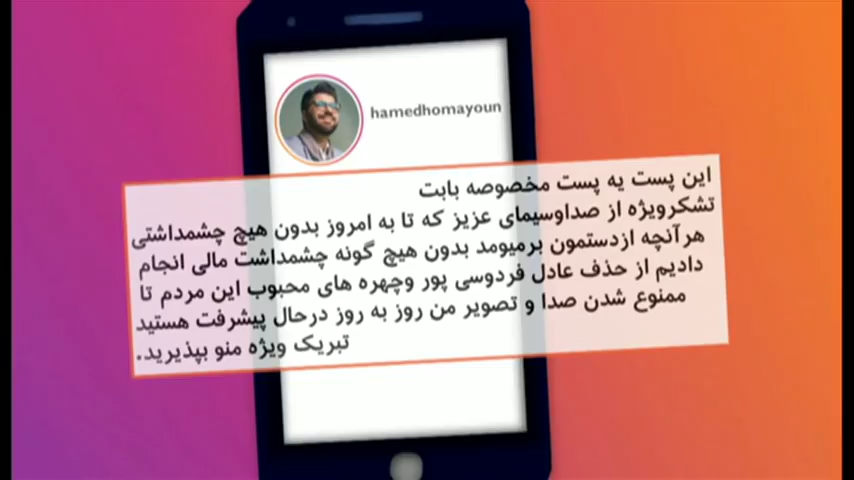 hamedhomayoun
این پست یه پست مخصوصه بابت
تشکرویژه از صداوسیمای عزیز که تا به امروز بدون هیچ چشمداشتی
هرآنچه ازدستمون برمیومد بدون هیچ گونه چشمداشت مالی انجام
دادیم از حذف عادل فردوسی پور وچهره های محبوب این مردم تا
ممنوع شدن صدا و تصویر من روز به روز درحال پیشرفت هستید
تبریک ویژه منو بپذیرید.